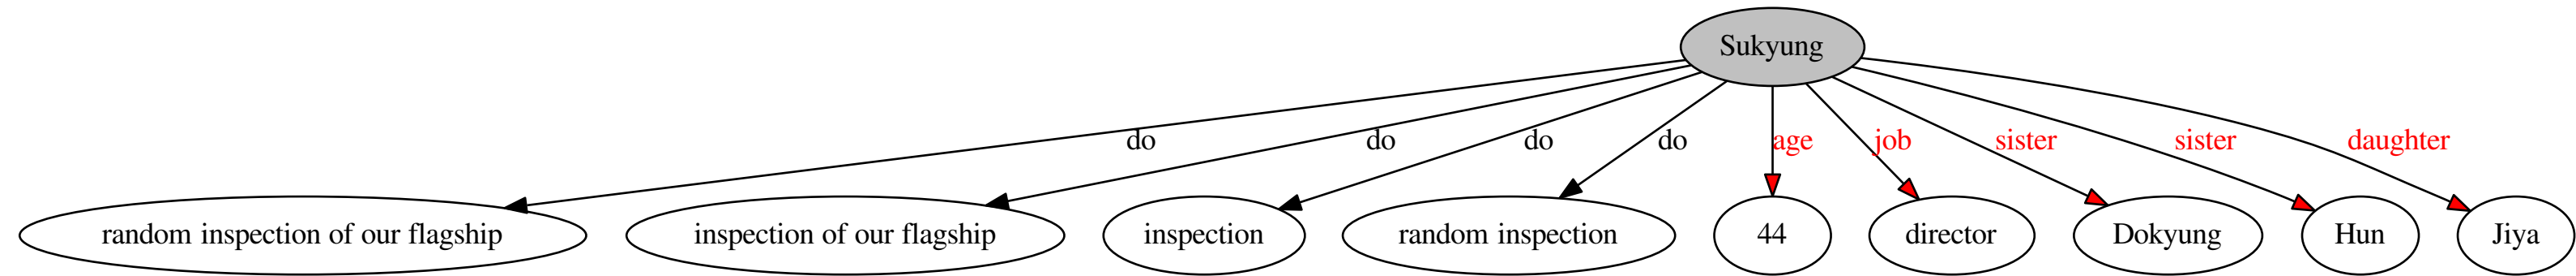 Sukyung
do
do
do
do
age
job
sister
sister
daughter
random inspection of our flagship
inspection of our flagship
inspection
random inspection
44
director
Dokyung
Hun
Jiya